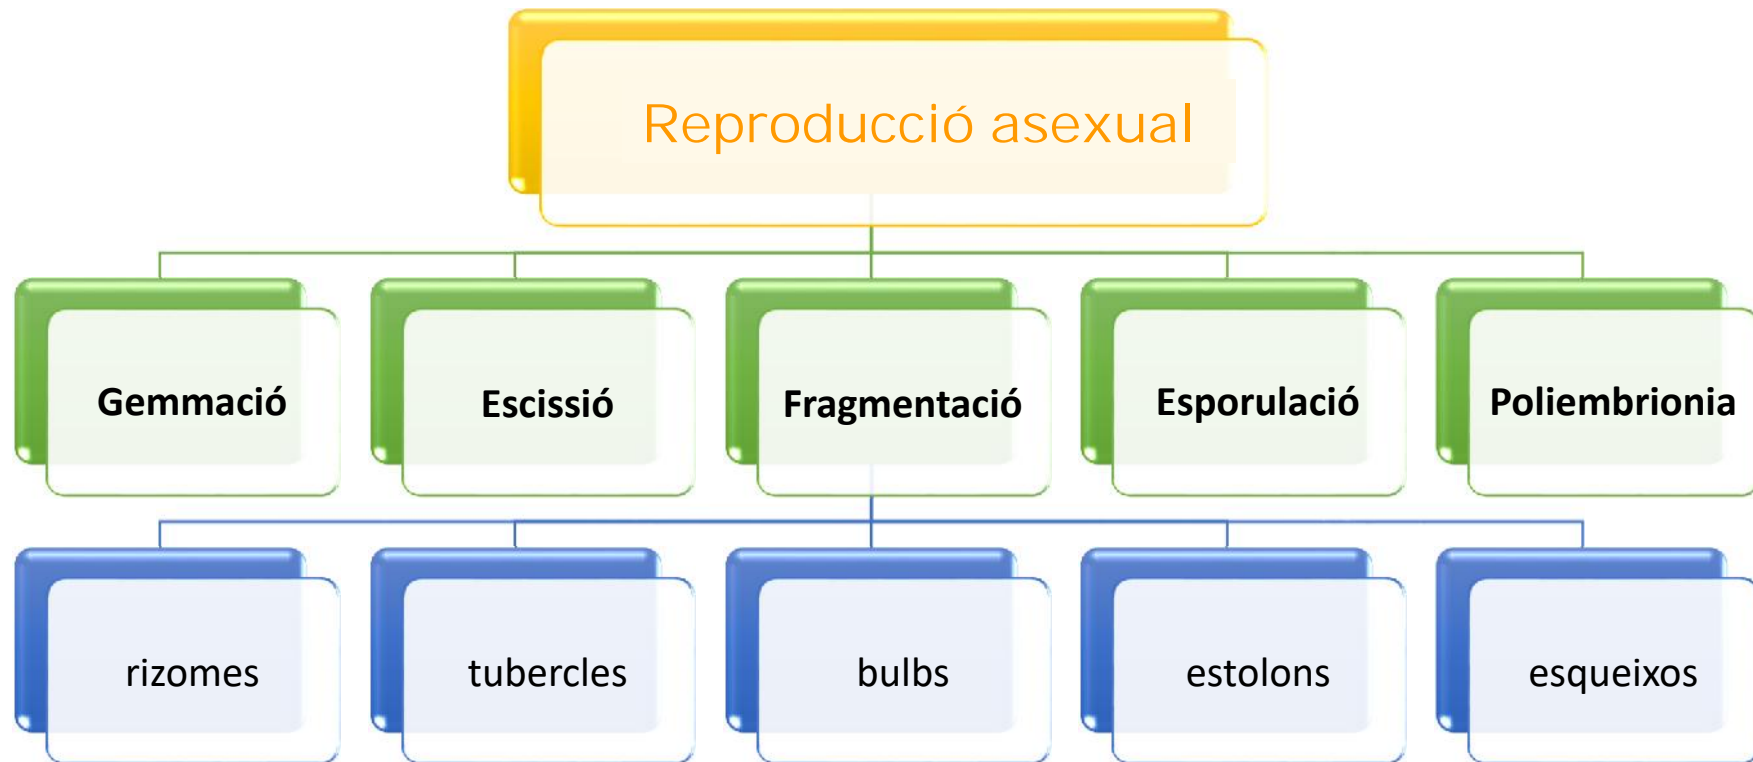 Reproducció asexual
Gemmació
Escissió
Fragmentació
Esporulació
Poliembrionia
rizomes
tubercles
bulbs
estolons
esqueixos